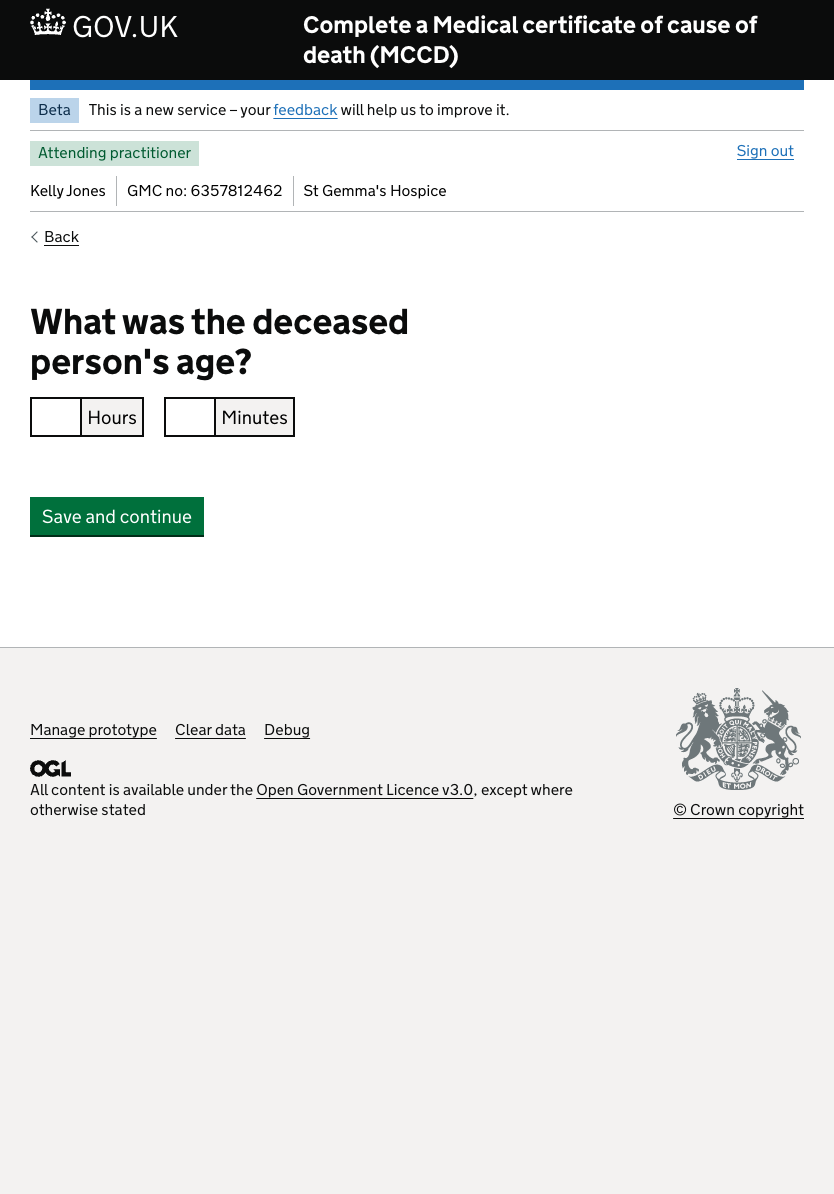 GOV.UK
Complete a Medical certificate of cause of
death (MCCD)
Beta This is a new service – your feedback will help us to improve it.
Attending practitioner
Sign out
Kelly Jones GMC no: 6357812462 St Gemma's Hospice
Back
What was the deceased
person's age?
Hours Minutes
Save and continue
Manage prototype Clear data Debug
OGL
All content is available under the Open Government Licence v3.0, except where
otherwise stated
DIEU ET MON DROIT
© Crown copyright